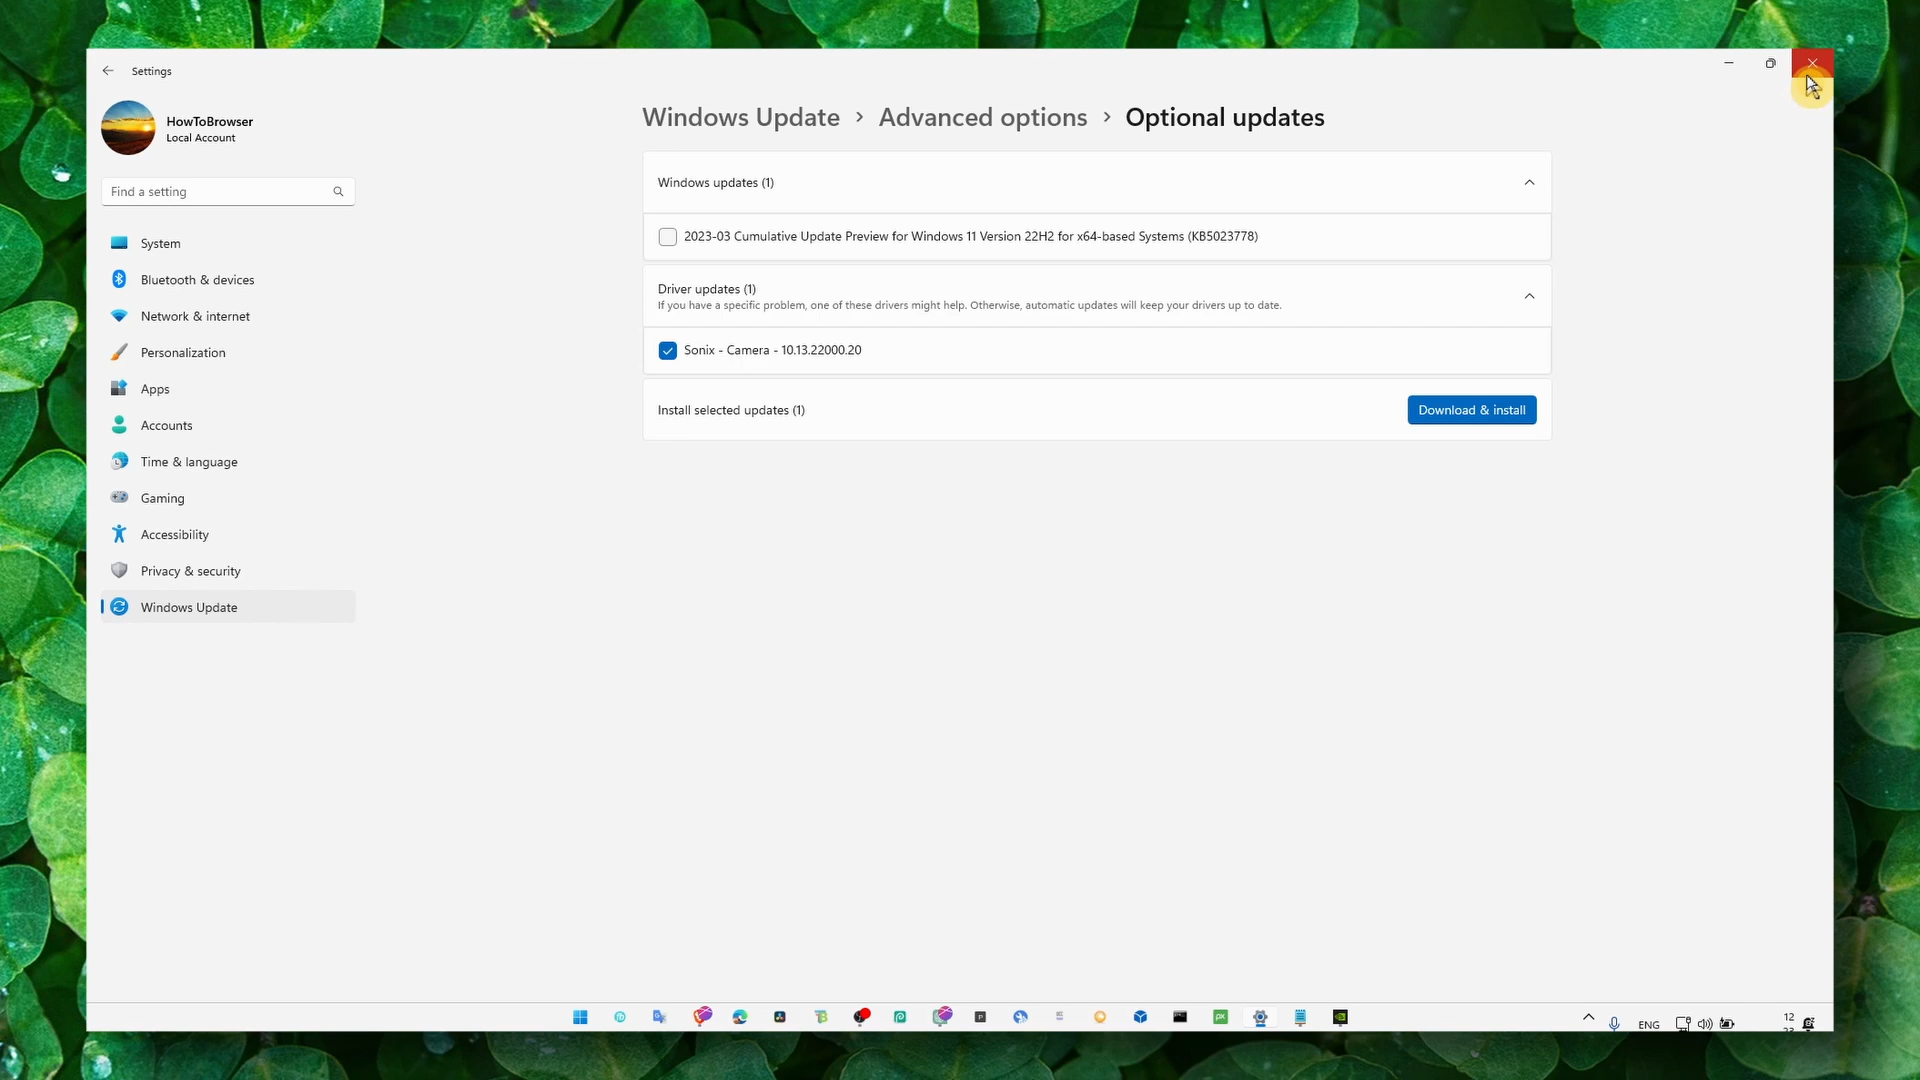 Settings
HowToBrowser
Local Account
Find a setting
System
Bluetooth & devices
Network & internet
Personalization
Apps
Accounts
Time & language
Gaming
Accessibility
Privacy & security
Windows Update
Windows Update › Advanced options › Optional updates
Windows updates (1)
2023-03 Cumulative Update Preview for Windows 11 Version 22H2 for x64-based Systems (KB5023778)
Driver updates (1)
If you have a specific problem, one of these drivers might help. Otherwise, automatic updates will keep your drivers up to date.
Sonix - Camera - 10.13.22000.20
Install selected updates (1)
Download & install
ENG
12